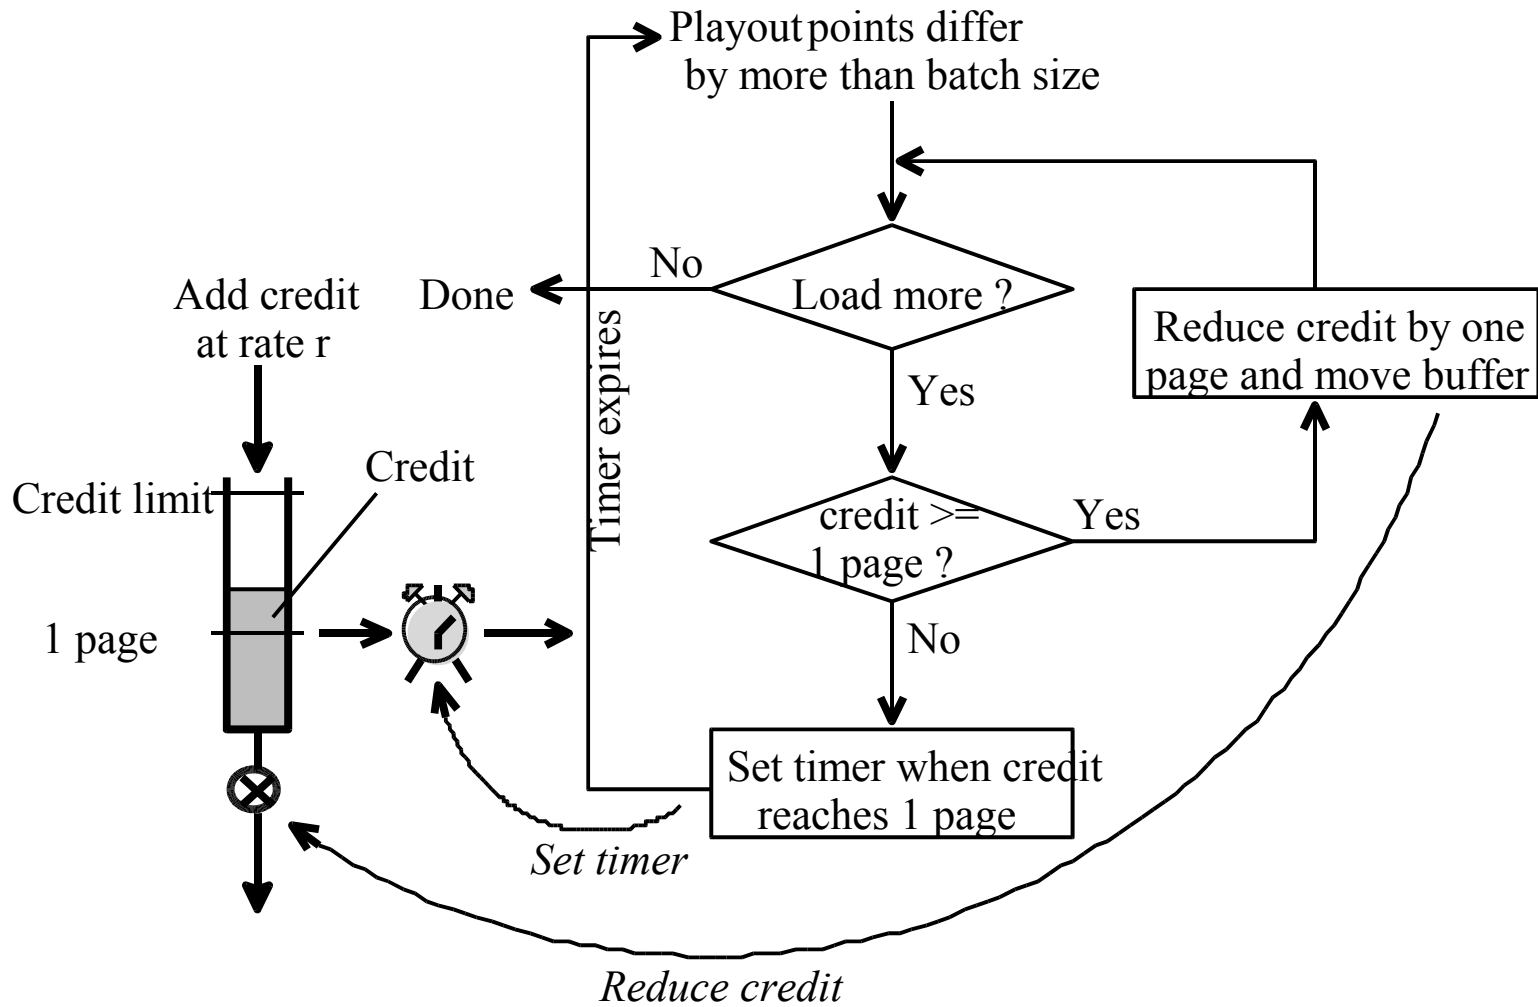 Playout points differ
by more than batch size
No
Load more ?
Done
Add credit
at rate r
Reduce credit by one
page and move buffer
Timer expires
Yes
Credit
Credit limit
credit >=
1 page ?
Yes
1 page
No
Set timer when credit
reaches 1 page
Set timer
Reduce credit